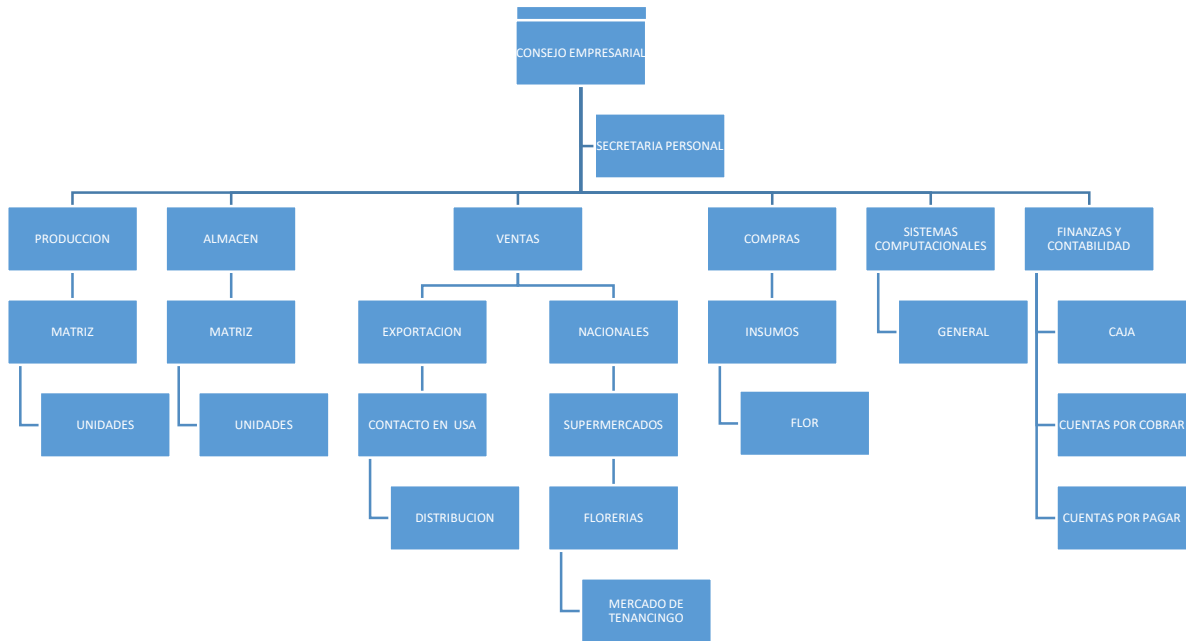 CONSEJO EMPRESARIAL
SECRETARIA PERSONAL
PRODUCCION
ALMACEN
VENTAS
COMPRAS
SISTEMAS
COMPUTACIONALES
FINANZAS Y
CONTABILIDAD
MATRIZ
MATRIZ
EXPORTACION
NACIONALES
INSUMOS
GENERAL
CAJA
UNIDADES
UNIDADES
CONTACTO EN USA
SUPERMERCADOS
FLOR
CUENTAS POR COBRAR
DISTRIBUCION
FLORERIAS
CUENTAS POR PAGAR
MERCADO DE
TENANCINGO